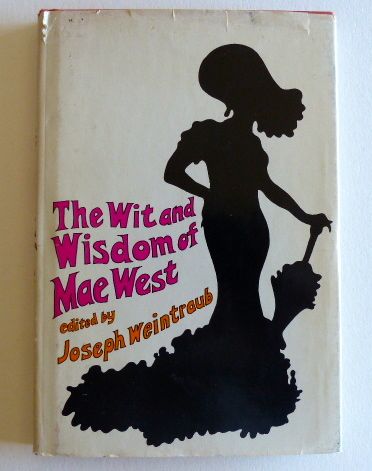 The Wit and
Wisdom of
Mae West
edited by
Joseph Weintraub